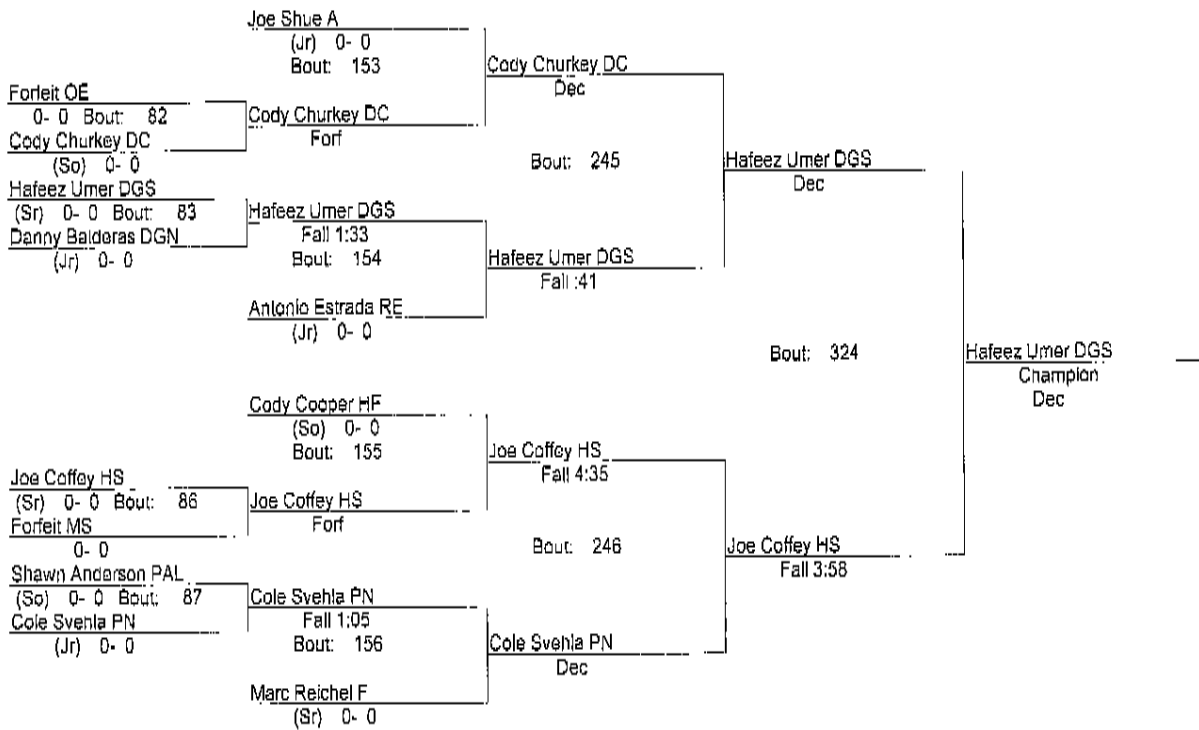 Joe Shue A
(Jr) 0- 0
Bout: 153
Cody Churkey DC
Dec
Forfeit OE
0- 0 Bout: 82
Cody Churkey DC
Forf
Cody Churkey DC
(So) 0- 0
Bout: 245
Hafeez Umer DGS
Dec
Hafeez Umer DGS
(Sr) 0- 0 Bout: 83
Hafeez Umer DGS
Fall 1:33
Danny Balderas DGN
(Jr) 0- 0
Bout: 154
Hafeez Umer DGS
Fall :41
Antonio Estrada RE
(Jr) 0- 0
Bout: 324
Hafeez Umer DGS
Champion
Dec
Cody Cooper HF
(So) 0- 0
Bout: 155
Joe Coffey HS
Fall 4:35
Joe Coffey HS
(Sr) 0- 0 Bout: 86
Joe Coffey HS
Forf
Forfeit MS
0- 0
Bout: 246
Joe Coffey HS
Fall 3:58
Shawn Anderson PAL
(So) 0- 0 Bout: 87
Cole Svehla PN
Fall 1:05
Cole Svehla PN
(Jr) 0- 0
Bout: 156
Cole Svehla PN
Dec
Marc Reichel F
(Sr) 0- 0